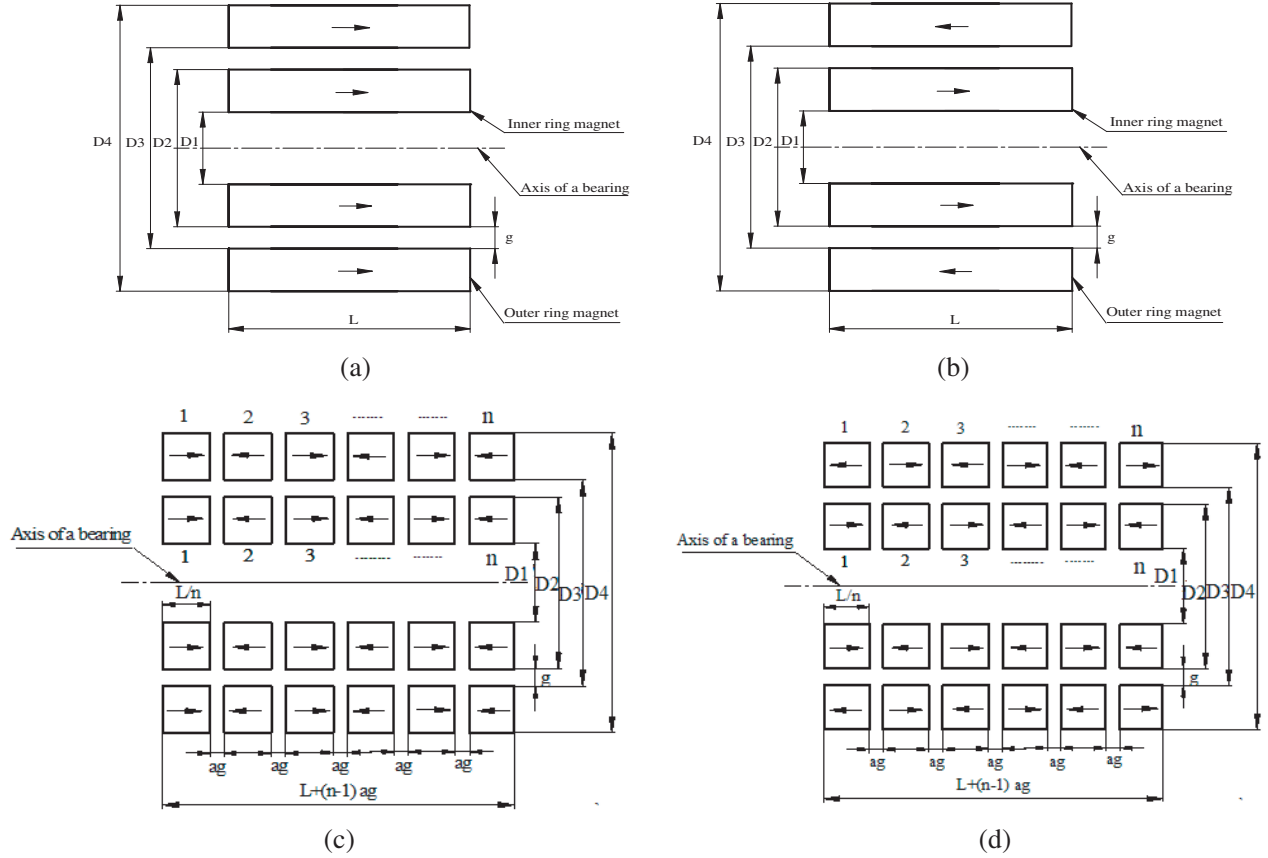 D4
D3
D2
D1
Inner ring magnet
Axis of a bearing
g
Outer ring magnet
L
(a)
D4
D3
D2
D1
Inner ring magnet
Axis of a bearing
g
Outer ring magnet
L
(b)
1 2 3 ------- ------- n
Axis of a bearing
1 2 3 ------- ------- n
D1
D2
D3
D4
L/n
g
ag ag ag ag ag
L+(n-1) ag
(c)
1 2 3 ------- ------- n
Axis of a bearing
1 2 3 ------- ------- n
D1
D2
D3
D4
L/n
g
ag ag ag ag ag
L+(n-1) ag
(d)